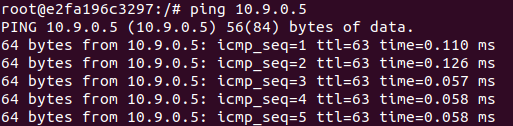 root@e2fa196c3297:/# ping 10.9.0.5
PING 10.9.0.5 (10.9.0.5) 56(84) bytes of data.
64 bytes from 10.9.0.5: icmp_seq=1 ttl=63 time=0.110 ms
64 bytes from 10.9.0.5: icmp_seq=2 ttl=63 time=0.126 ms
64 bytes from 10.9.0.5: icmp_seq=3 ttl=63 time=0.057 ms
64 bytes from 10.9.0.5: icmp_seq=4 ttl=63 time=0.058 ms
64 bytes from 10.9.0.5: icmp_seq=5 ttl=63 time=0.058 ms